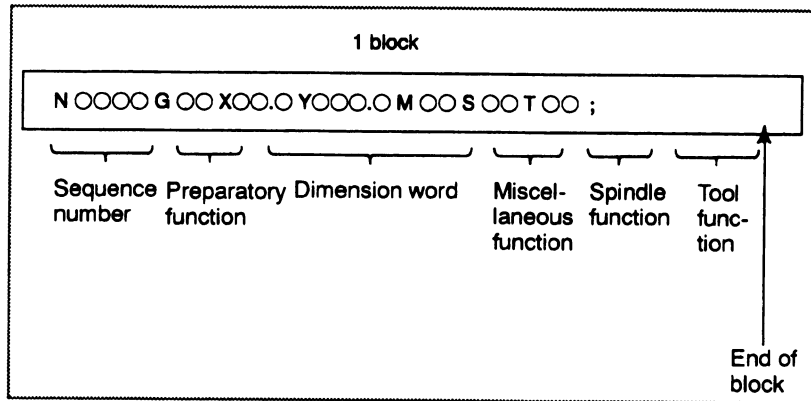 1 block
N ○○○○ G ○○ X○○.○ Y○○○.○ M ○○ S ○○ T ○○ ;
Sequence number
Preparatory function
Dimension word
Miscel-
laneous
function
Spindle
function
Tool
func-
tion
End of
block